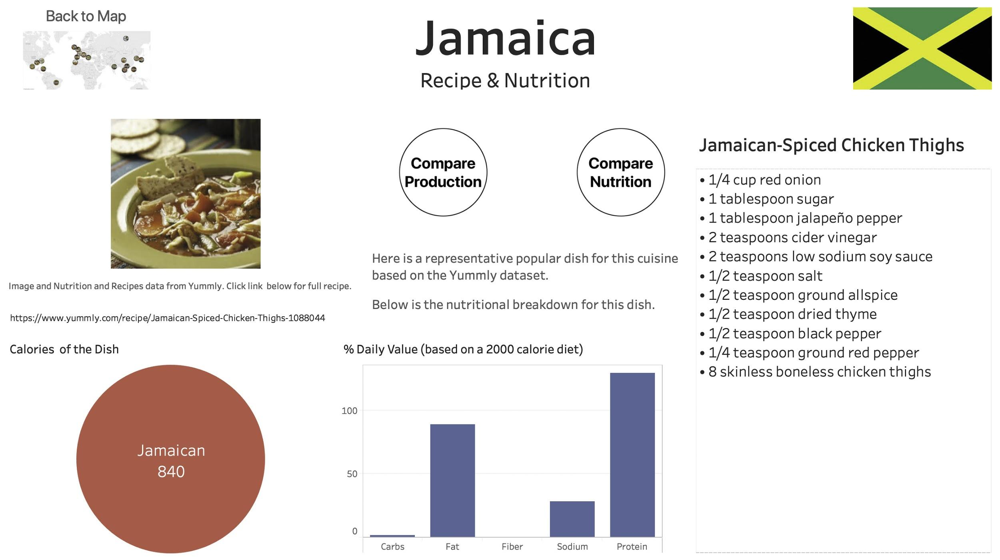 Back to Map
Jamaica
Recipe & Nutrition
Compare
Production
Compare
Nutrition
Here is a representative popular dish for this cuisine
based on the Yummly dataset.
Below is the nutritional breakdown for this dish.
Image and Nutrition and Recipes data from Yummly. Click link  below for full recipe.
https://www.yummly.com/recipe/Jamaican-Spiced-Chicken-Thighs-1088044
Jamaican-Spiced Chicken Thighs
• 1/4 cup red onion
• 1 tablespoon sugar
• 1 tablespoon jalapeño pepper
• 2 teaspoons cider vinegar
• 2 teaspoons low sodium soy sauce
• 1/2 teaspoon salt
• 1/2 teaspoon ground allspice
• 1/2 teaspoon dried thyme
• 1/2 teaspoon black pepper
• 1/4 teaspoon ground red pepper
• 8 skinless boneless chicken thighs
Calories  of the Dish
Jamaican
840
% Daily Value (based on a 2000 calorie diet)
100
50
0
Carbs
Fat
Fiber
Sodium
Protein